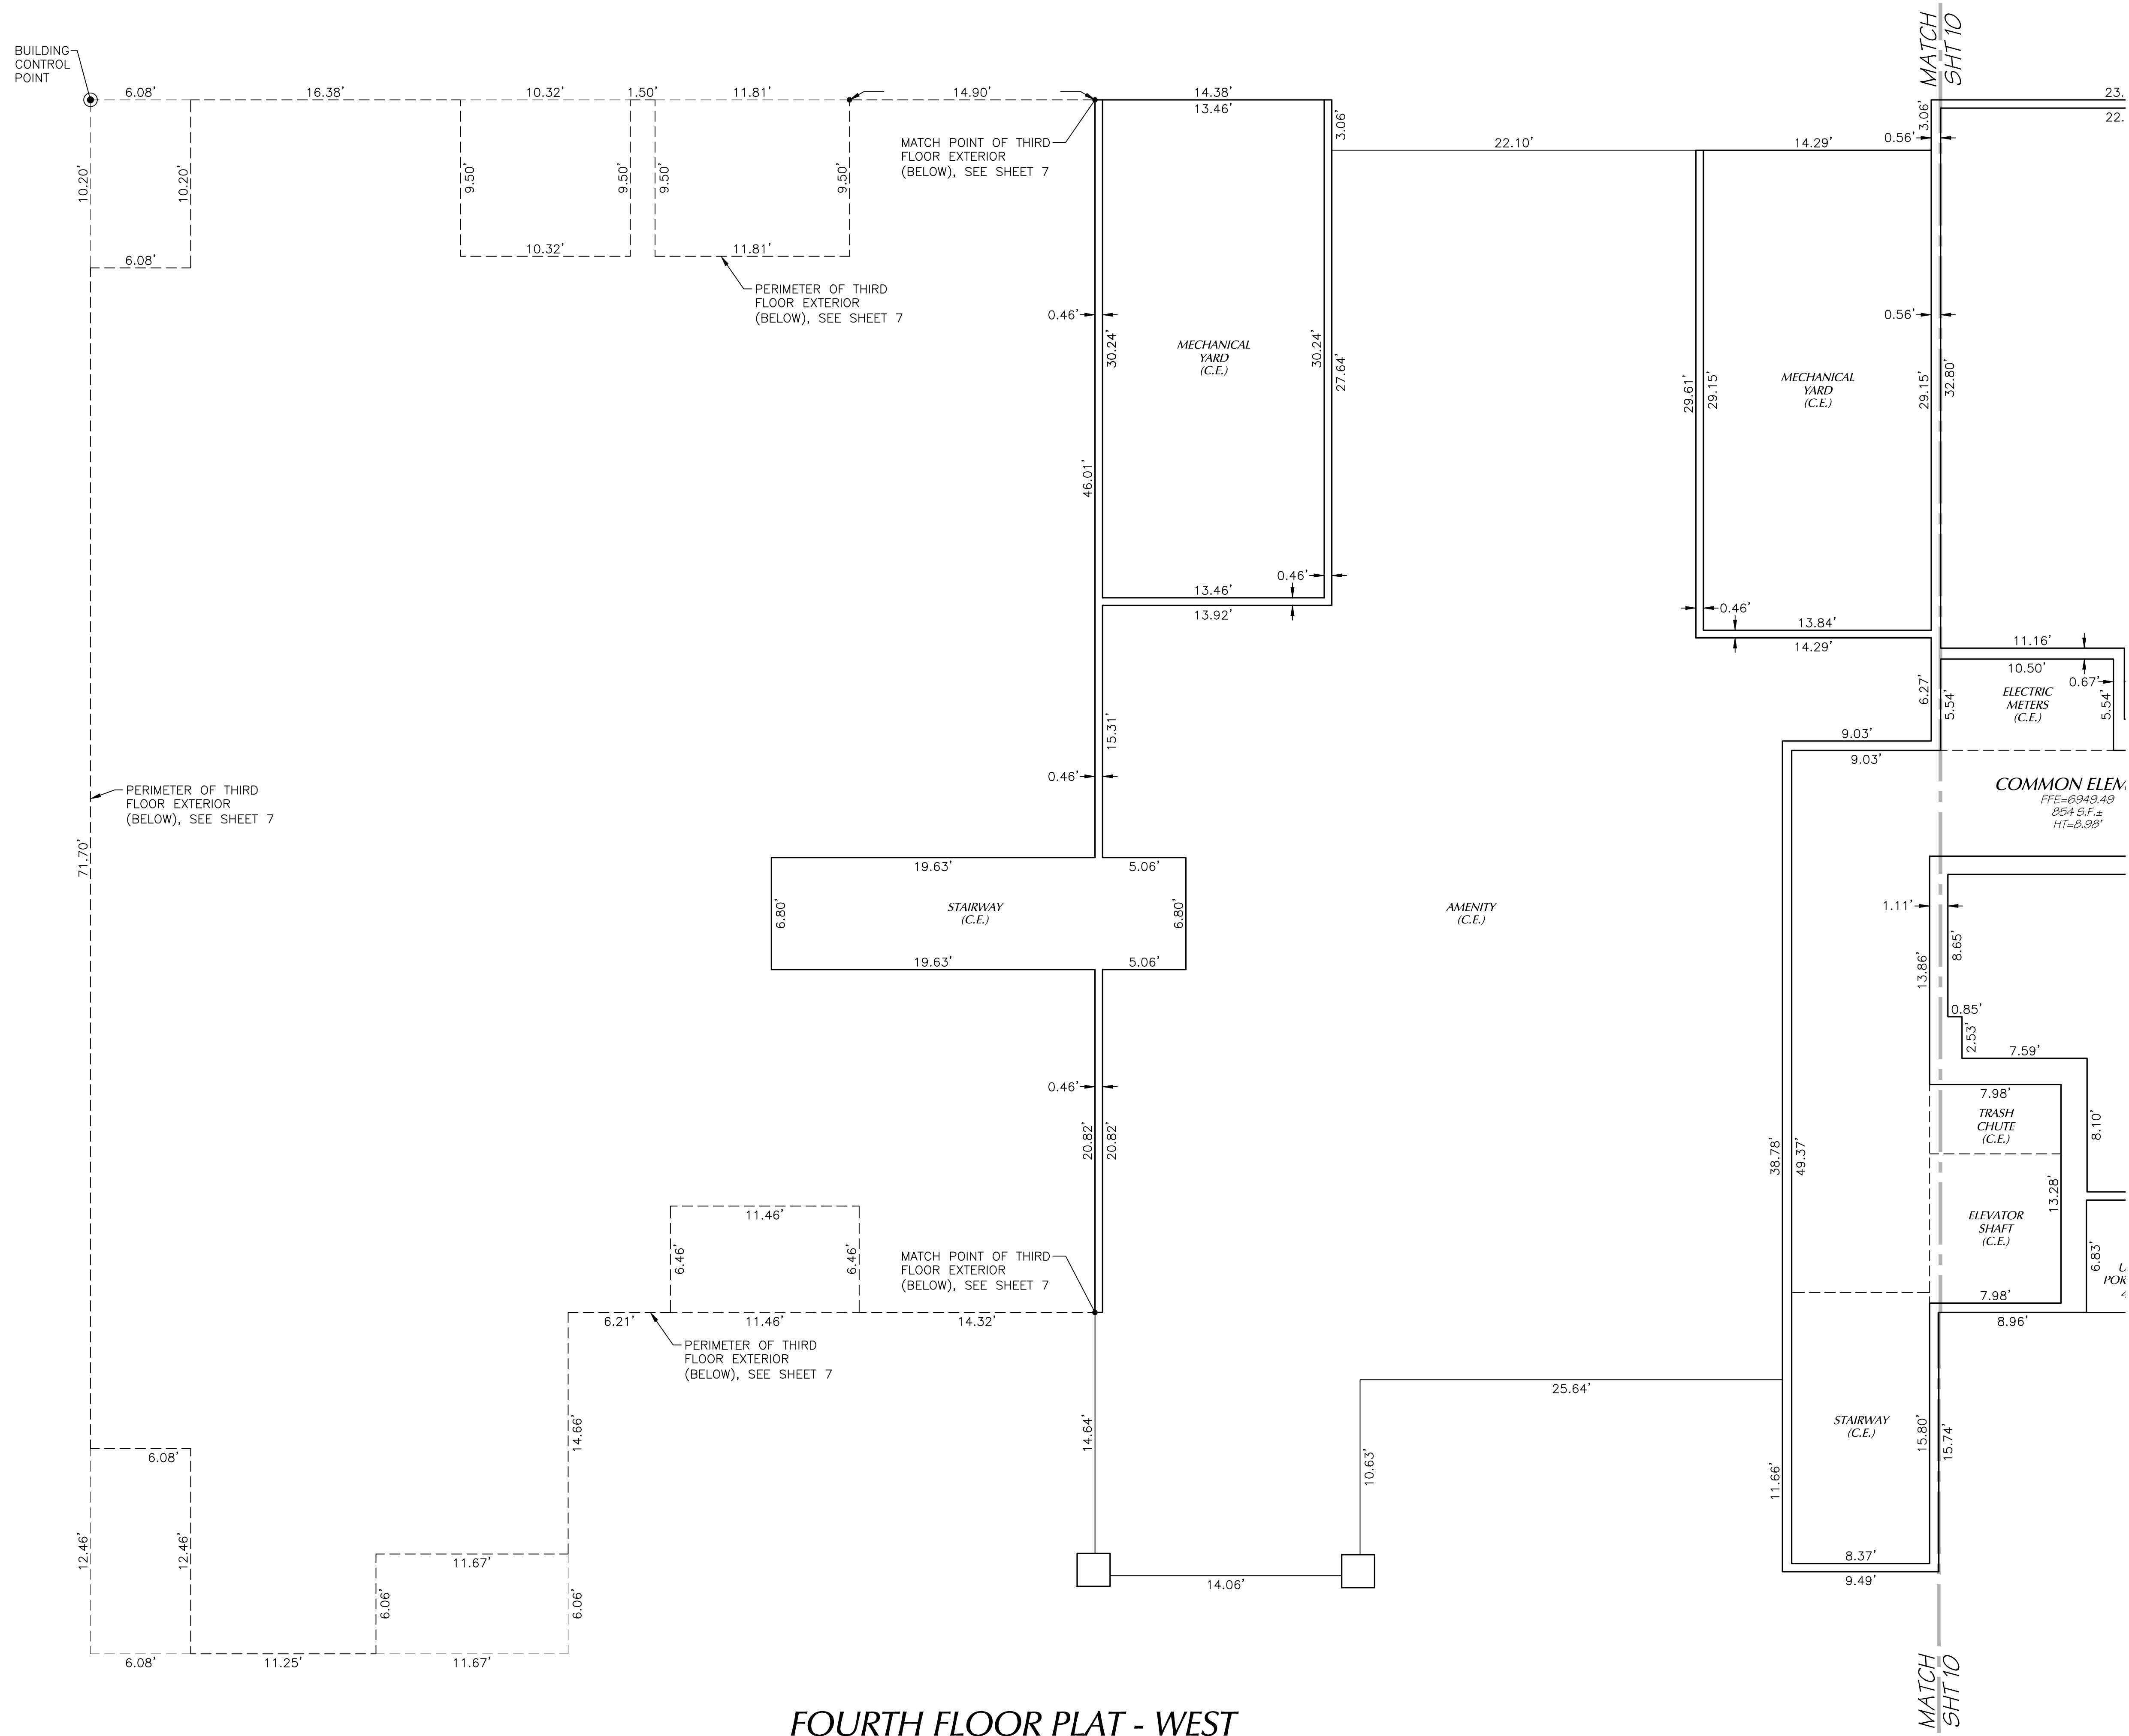 BUILDING
CONTROL
POINT
MATCH
SHT 10
6.08'
16.38'
10.32'
1.50'
11.81'
14.90'
14.38'
13.46'
23.
22.
3.06'
3.06'
0.56'
MATCH POINT OF THIRD
FLOOR EXTERIOR
(BELOW), SEE SHEET 7
22.10'
14.29'
10.20'
10.20'
9.50'
9.50'
9.50'
9.50'
6.08'
10.32'
11.81'
PERIMETER OF THIRD
FLOOR EXTERIOR
(BELOW), SEE SHEET 7
0.46'
30.24'
MECHANICAL
YARD
(C.E.)
30.24'
27.64'
0.56'
29.61'
29.15'
MECHANICAL
YARD
(C.E.)
29.15'
32.80'
46.01'
0.46'
13.46'
13.92'
0.46'
13.84'
14.29'
11.16'
10.50'
0.67'
6.27'
5.54'
ELECTRIC
METERS
(C.E.)
5.54'
15.31'
0.46'
9.03'
9.03'
COMMON ELEM
FFE=6949.49
854 S.F.±
HT=8.98'
PERIMETER OF THIRD
FLOOR EXTERIOR
(BELOW), SEE SHEET 7
71.70'
19.63'
5.06'
6.80'
STAIRWAY
(C.E.)
6.80'
AMENITY
(C.E.)
1.11'
8.65'
13.86'
19.63'
5.06'
0.85'
2.53'
7.59'
0.46'
20.82'
20.82'
7.98'
TRASH
CHUTE
(C.E.)
8.10'
38.78'
49.37'
13.28'
ELEVATOR
SHAFT
(C.E.)
11.46'
6.46'
6.46'
MATCH POINT OF THIRD
FLOOR EXTERIOR
(BELOW), SEE SHEET 7
6.83'
U
POR
4
7.98'
8.96'
6.21'
11.46'
14.32'
PERIMETER OF THIRD
FLOOR EXTERIOR
(BELOW), SEE SHEET 7
25.64'
14.66'
14.64'
10.63'
STAIRWAY
(C.E.)
15.80'
15.74'
11.66'
6.08'
12.46'
12.46'
11.67'
6.06'
6.06'
8.37'
9.49'
14.06'
6.08'
11.25'
11.67'
MATCH
SHT 10
FOURTH FLOOR PLAT - WEST